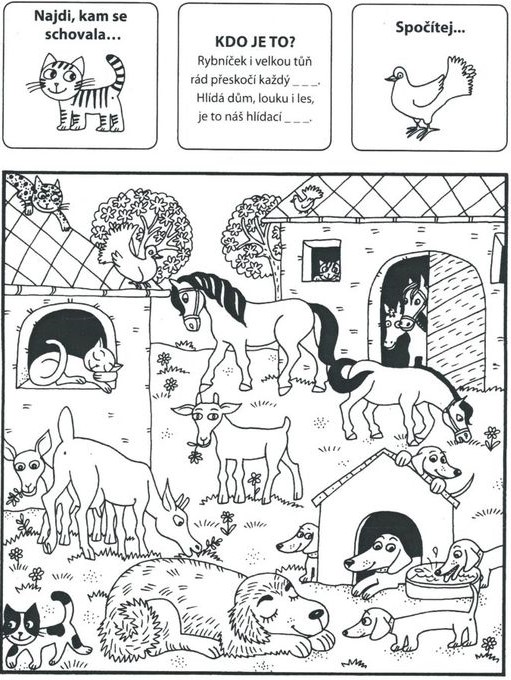 Najdi, kam se
schovala...
KDO JE TO?
Rybníček i velkou tůň
rád přeskočí každý _ _ _.
Hlídá dům, louku i les,
je to náš hlídací _ _ _.
Spočítej...